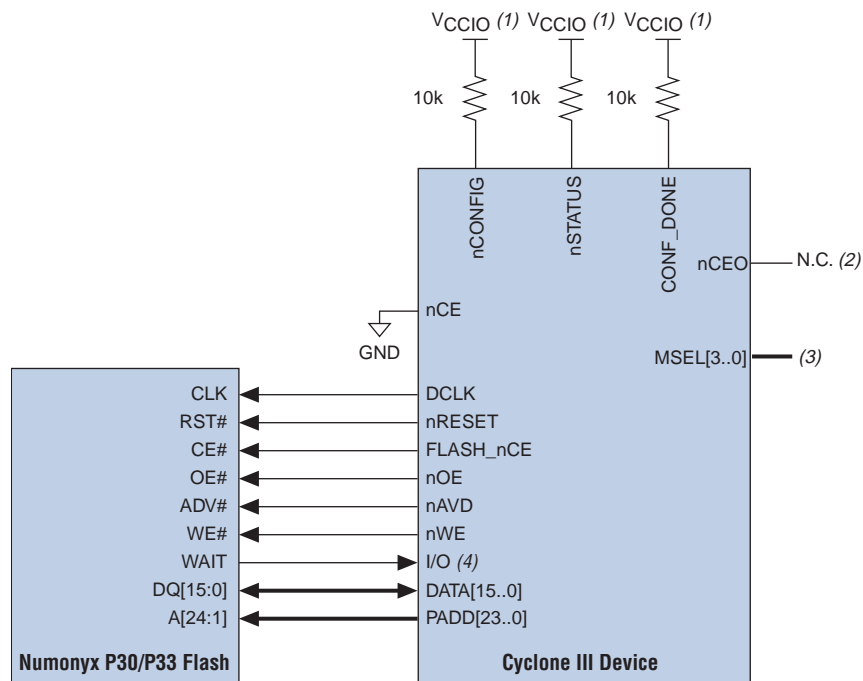 VCCIO (1) VCCIO (1) VCCIO (1)
10k 10k 10k
nCONFIG
nSTATUS
CONF_DONE
nCEO N.C. (2)
nCE
GND
MSEL[3..0] (3)
CLK DCLK
RST# nRESET
CE# FLASH_nCE
OE# nOE
ADV# nAVD
WE# nWE
WAIT I/O (4)
DQ[15:0] DATA[15..0]
A[24:1] PADD[23..0]
Numonyx P30/P33 Flash Cyclone III Device